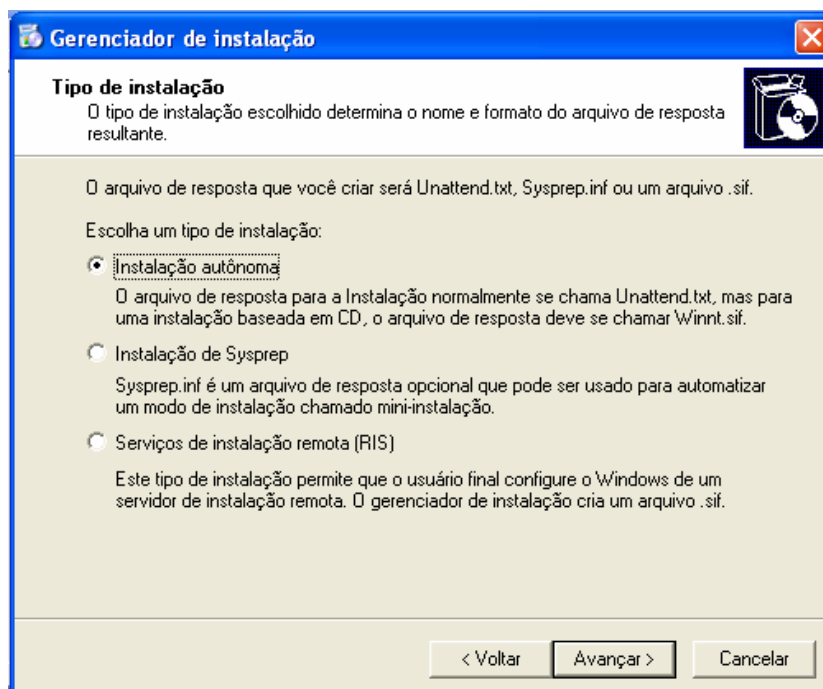 Gerenciador de instalação
Tipo de instalação
O tipo de instalação escolhido determina o nome e formato do arquivo de resposta
resultante.
O arquivo de resposta que você criar será Unattend.txt, Sysprep.inf ou um arquivo .sif.
Escolha um tipo de instalação:
Instalação autônoma
O arquivo de resposta para a Instalação normalmente se chama Unattend.txt, mas para
uma instalação baseada em CD, o arquivo de resposta deve se chamar Winnt.sif.
Instalação de Sysprep
Sysprep.inf é um arquivo de resposta opcional que pode ser usado para automatizar
um modo de instalação chamado mini-instalação.
Serviços de instalação remota (RIS)
Este tipo de instalação permite que o usuário final configure o Windows de um
servidor de instalação remota. O gerenciador de instalação cria um arquivo .sif.
< Voltar Avançar > Cancelar